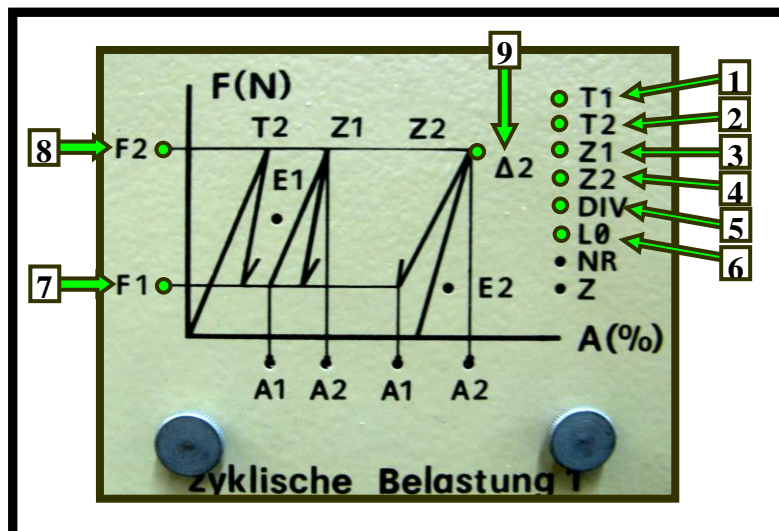 9
F(N)
T1 1
T2 Z1 Z2 T2 2
8 F2 Δ2 Z1 3
E1 Z2 4
DIV 5
L0 6
7 F1 E2 NR
Z
A(%)
A1 A2 A1 A2
Zyklische Belastung 1